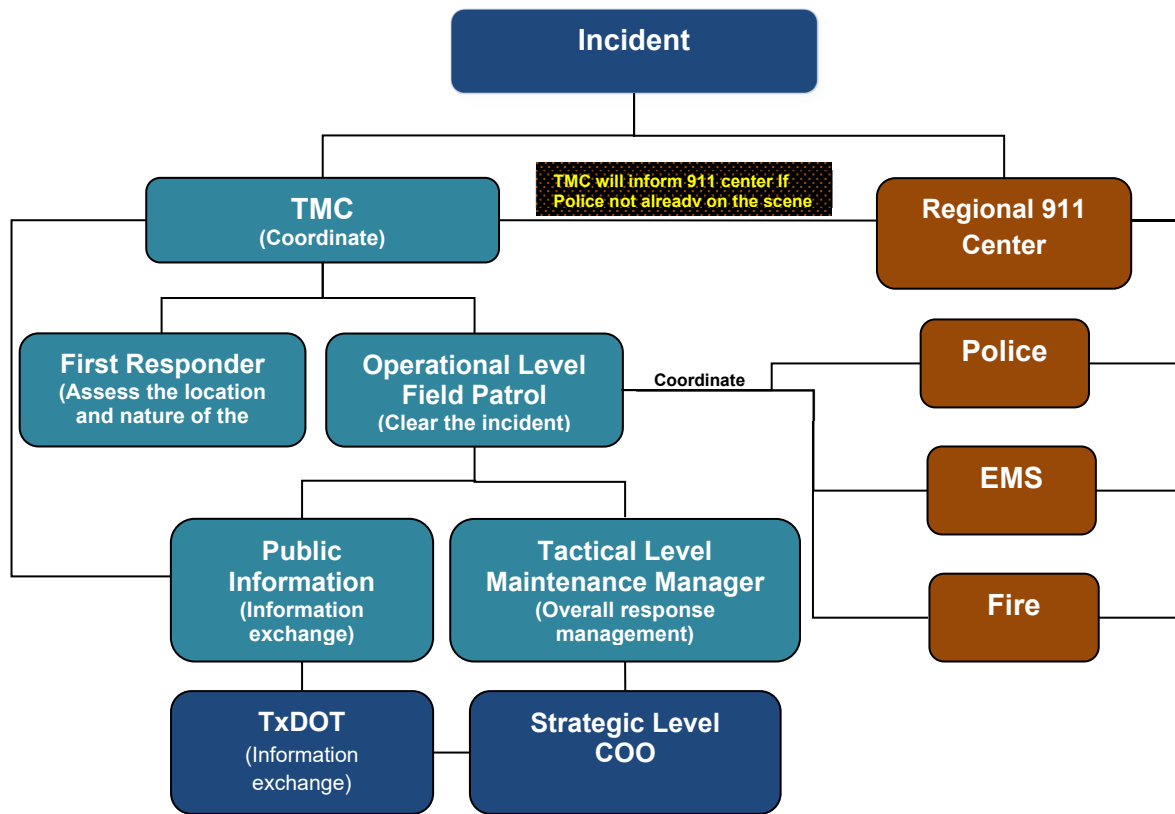 Incident
TMC will inform 911 center If
Police not already on the scene
TMC
(Coordinate)
Regional 911
Center
First Responder
(Assess the location
and nature of the
Operational Level
Field Patrol
(Clear the incident)
Coordinate
Police
EMS
Public
Information
(Information
exchange)
Tactical Level
Maintenance Manager
(Overall response
management)
Fire
TxDOT
(Information
exchange)
Strategic Level
COO